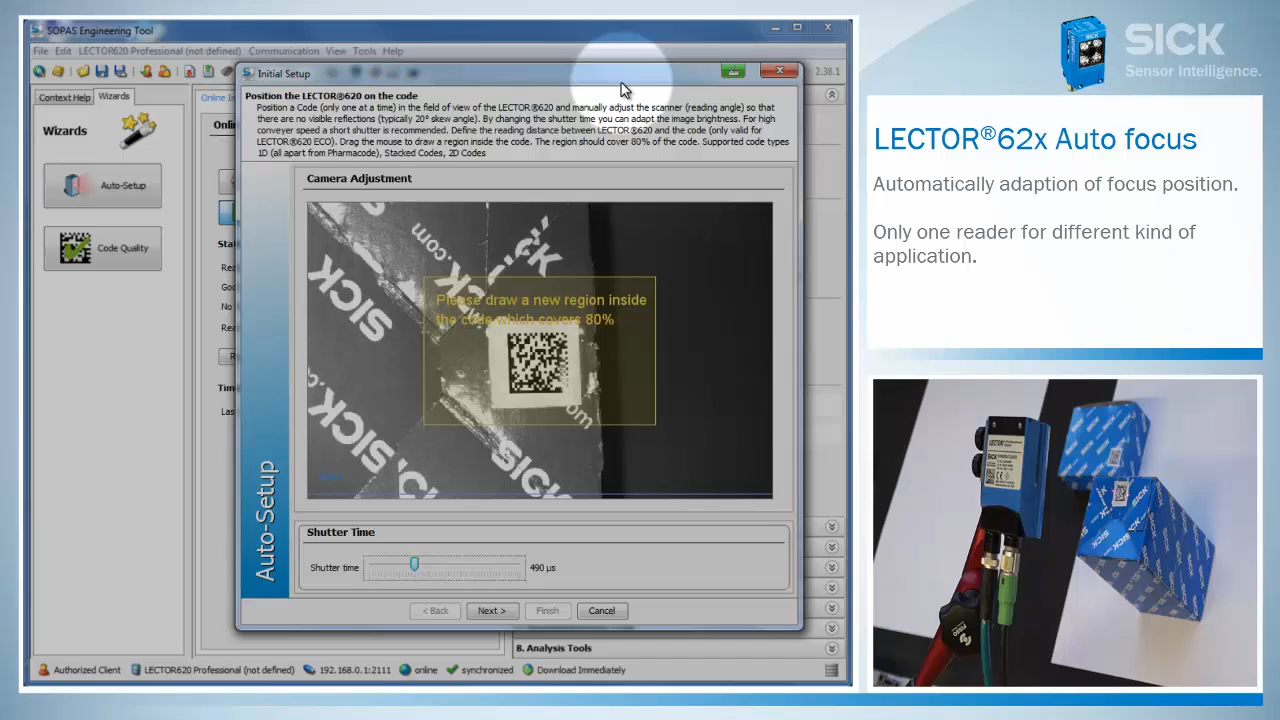 SOPAS Engineering Tool
File Edit LECTOR620 Professional (not defined) Communication View Tools Help
2.38.1
Initial Setup
Context Help Wizards
Online
Wizards
Auto-Setup
Code Quality
Position the LECTOR®620 on the code
Position a Code (only one at a time) in the field of view of the LECTOR®620 and manually adjust the scanner (reading angle) so that
there are no visible reflections (typically 20° skew angle). By changing the shutter time you can adapt the image brightness. For high
conveyer speed a short shutter is recommended. Define the reading distance between LECTOR®620 and the code (only valid for
LECTOR®620 ECO). Drag the mouse to draw a region inside the code. The region should cover 80% of the code. Supported code types
1D (all apart from Pharmacode), Stacked Codes, 2D Codes
Camera Adjustment
SICK
.com
SICK
SICK
SICK
SICK
Please draw a new region inside
the code which covers 80%
Auto-Setup
Shutter Time
Shutter time 490 µs
< Back Next > Finish Cancel
8. Analysis Tools
Authorized Client LECTOR620 Professional (not defined) 192.168.0.1:2111 online synchronized Download Immediately
SICK
Sensor Intelligence.
LECTOR®62x Auto focus
Automatically adaption of focus position.
Only one reader for different kind of
application.
SICK
SICK
SICK